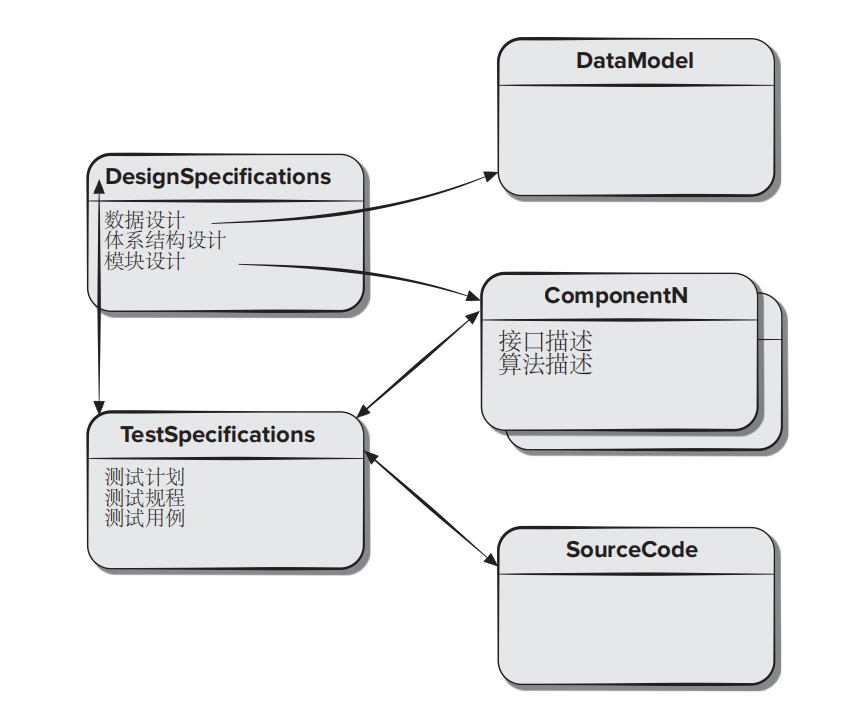 DataModel
DesignSpecifications
数据设计
体系结构设计
模块设计
ComponentN
接口描述
算法描述
TestSpecifications
测试计划
测试规程
测试用例
SourceCode